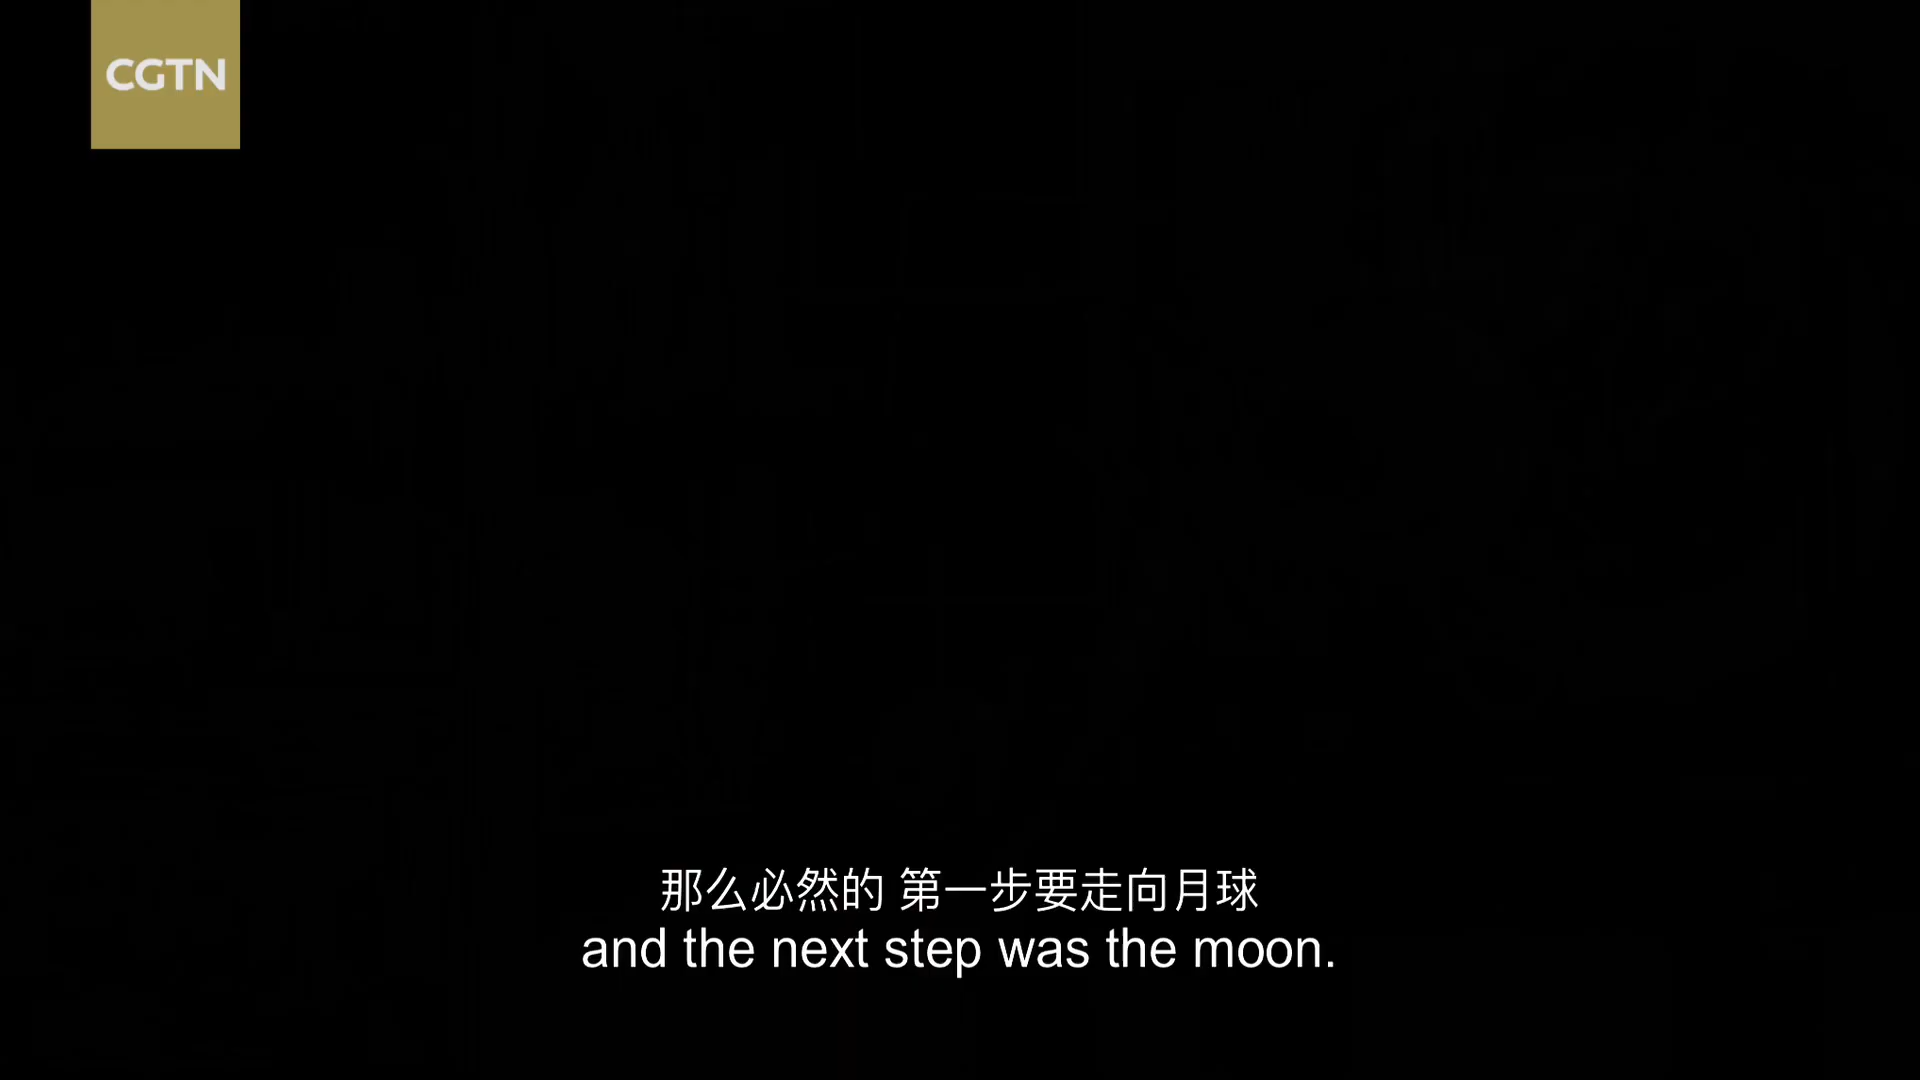 CGTN
那么必然的 第一步要走向月球
and the next step was the moon.